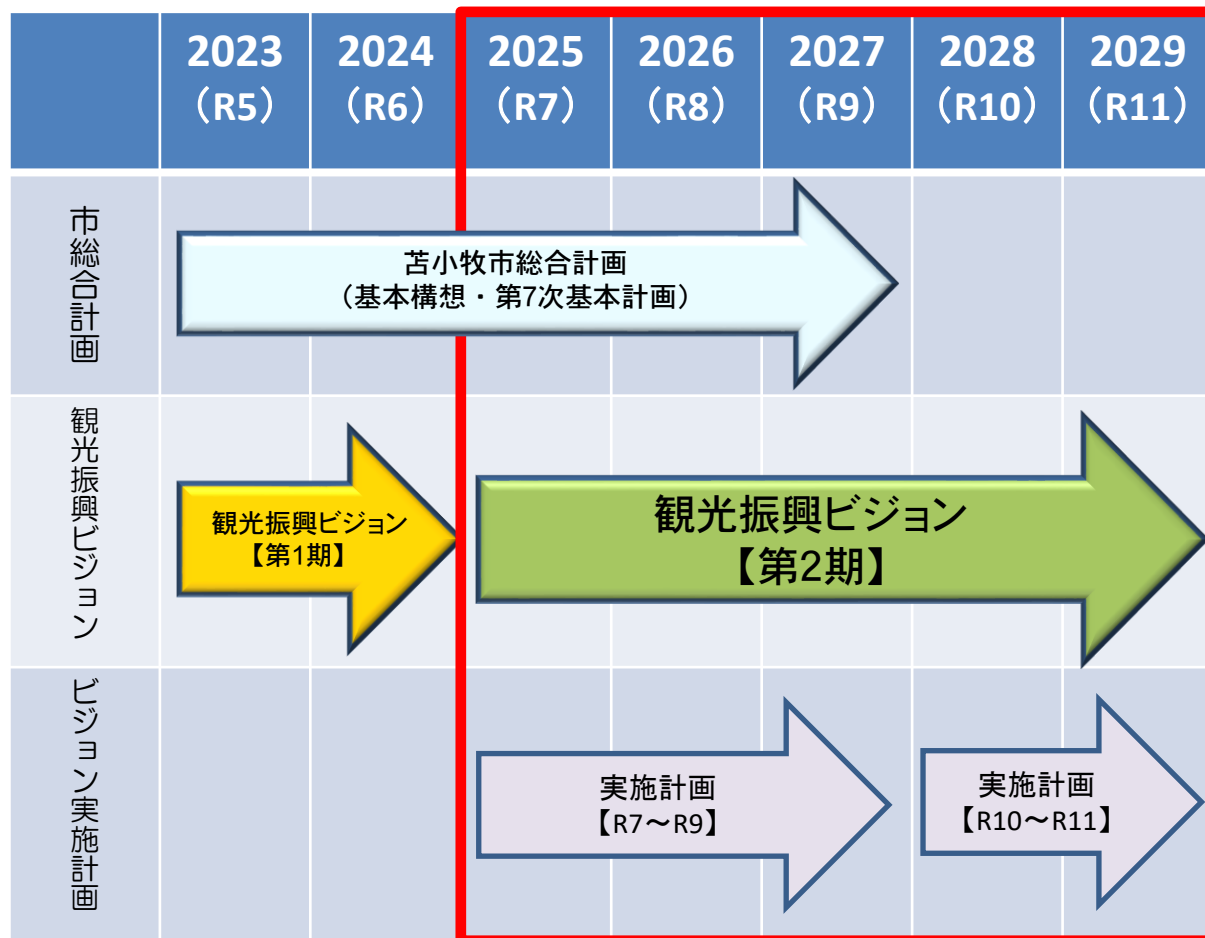 2023
(R5)
2024
(R6)
2025
(R7)
2026
(R8)
2027
(R9)
2028
(R10)
2029
(R11)
市総合計画
苫小牧市総合計画
（基本構想・第7次基本計画）
観光振興ビジョン
観光振興ビジョン
【第1期】
観光振興ビジョン
【第2期】
ビジョン実施計画
実施計画
【R7～R9】
実施計画
【R10～R11】